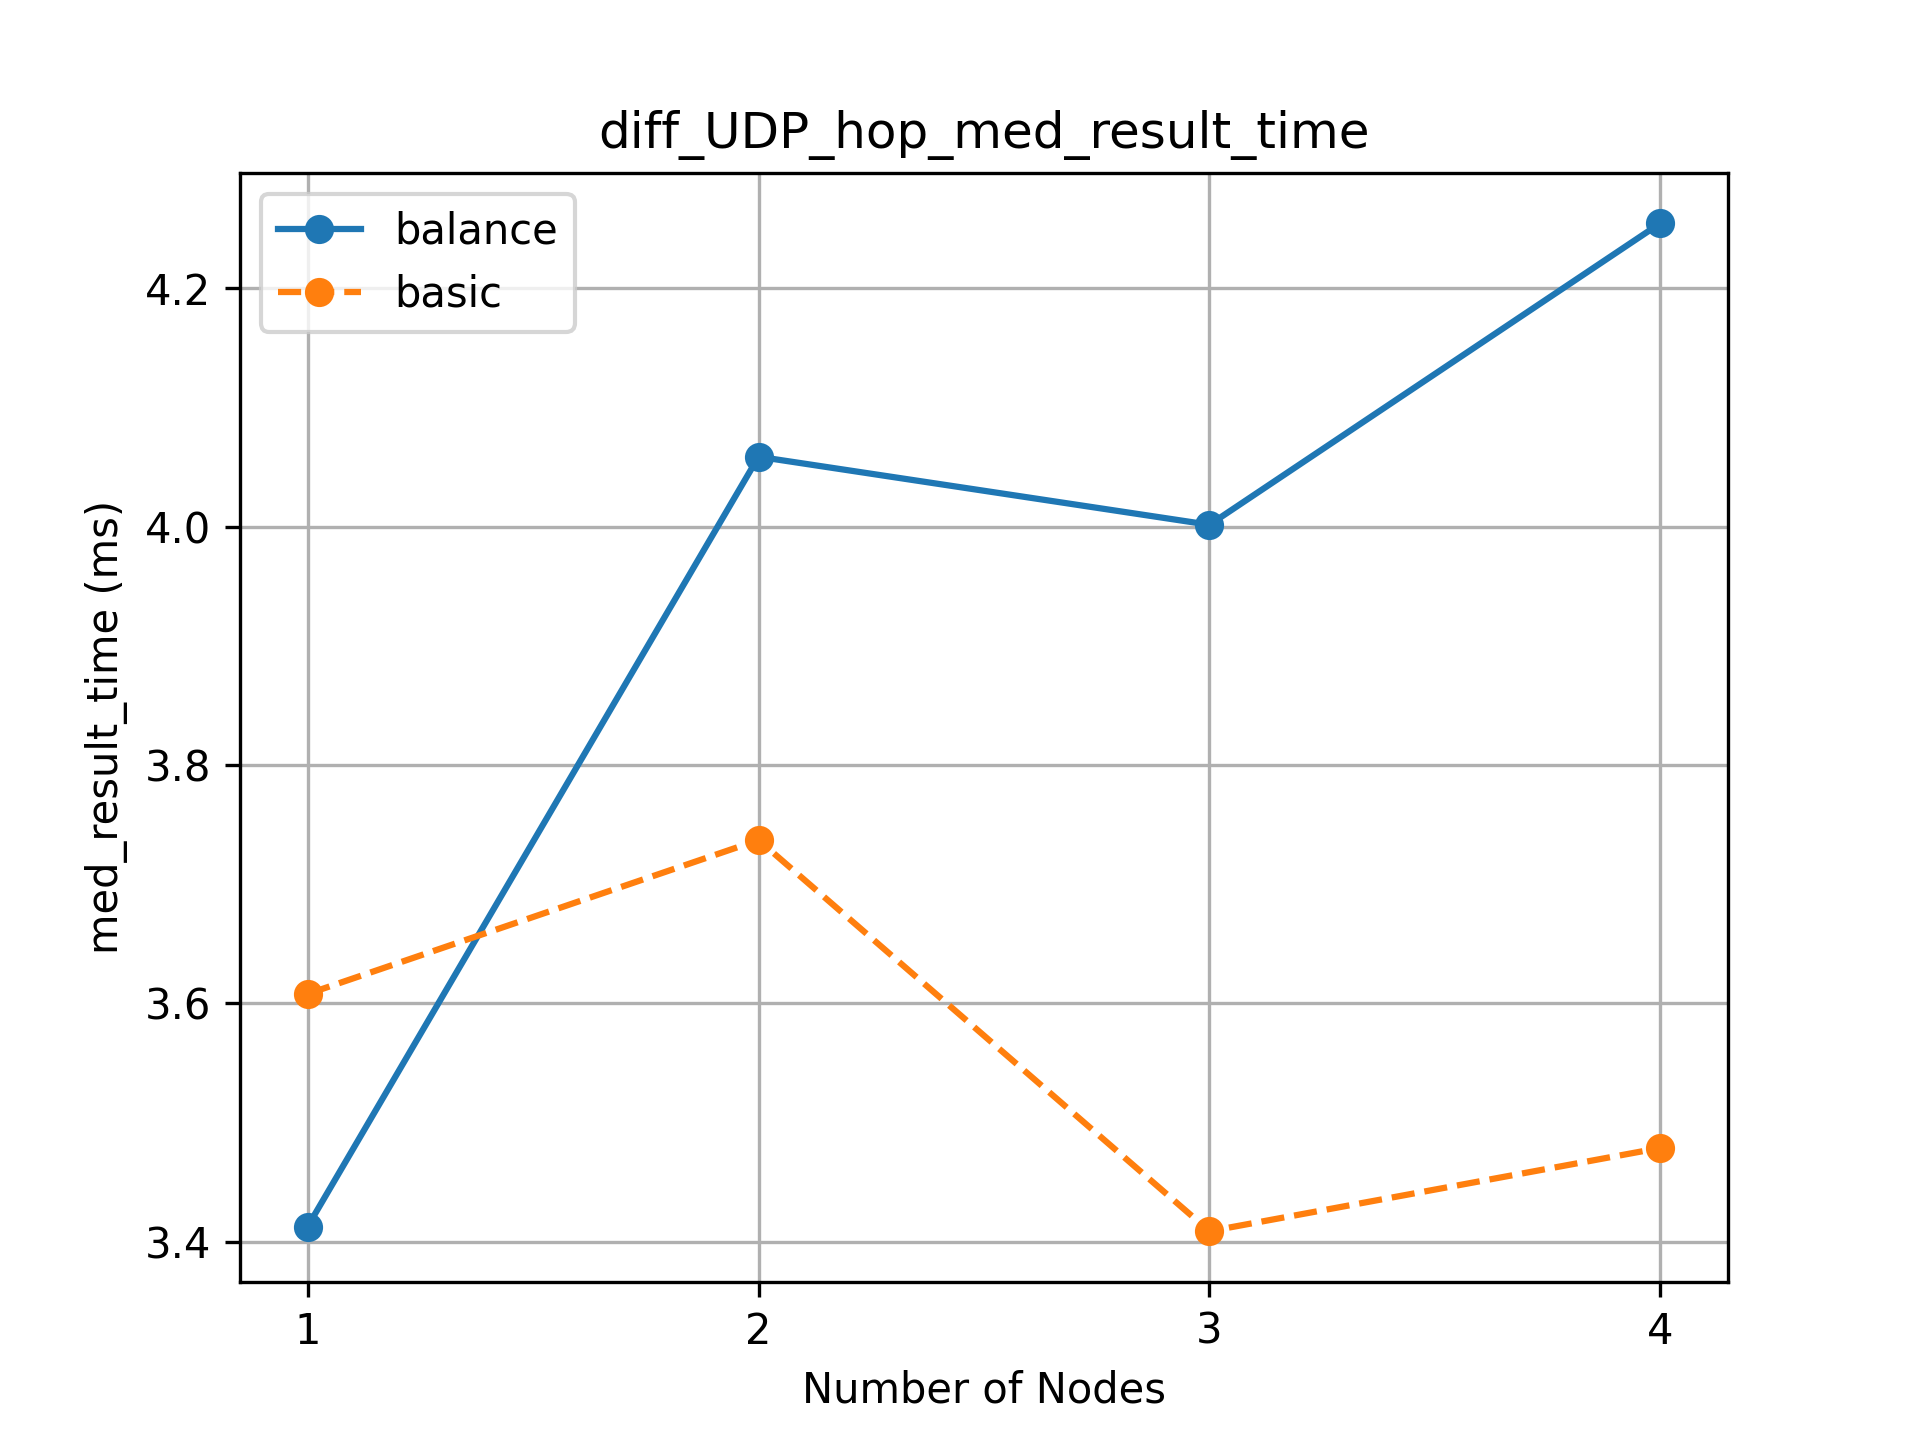 diff_UDP_hop_med_result_time
balance
basic
4.2
4.0
3.8
3.6
3.4
med_result_time (ms)
1 2 3 4
Number of Nodes